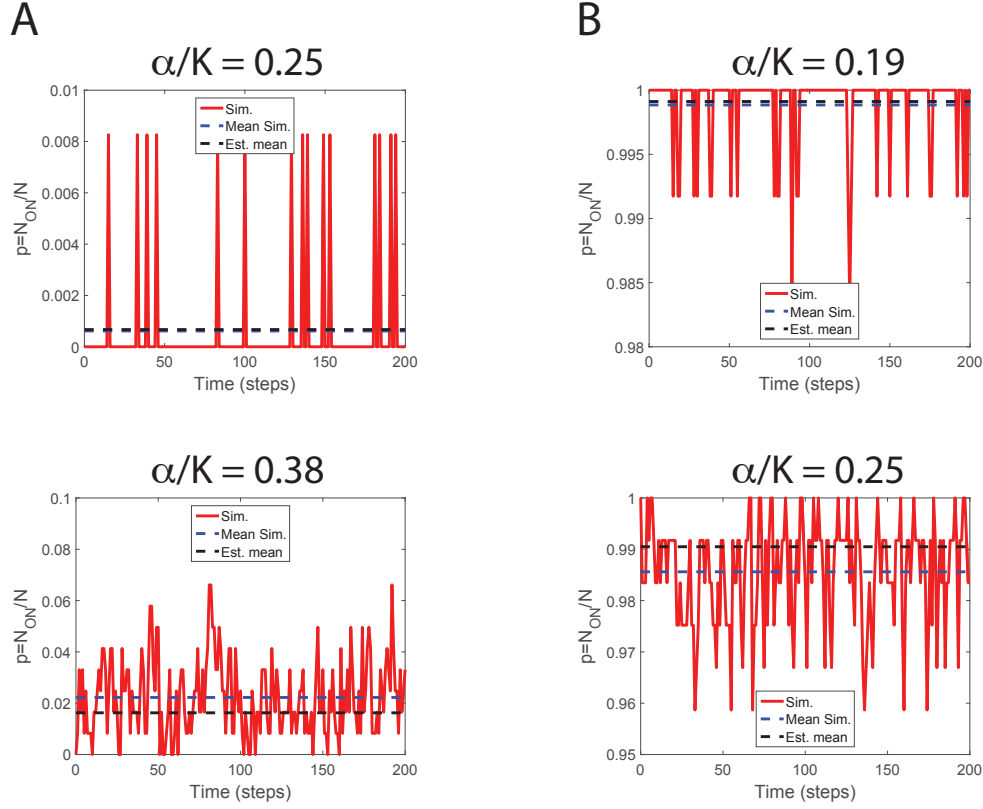 A
α/K = 0.25
0.01
0.008
0.006
0.004
0.002
0
p=N_ON/N
Sim.
Mean Sim.
Est. mean
0 50 100 150 200
Time (steps)
B
α/K = 0.19
1
0.995
0.99
0.985
0.98
p=N_ON/N
Sim.
Mean Sim.
Est. mean
0 50 100 150 200
Time (steps)
α/K = 0.38
0.1
0.08
0.06
0.04
0.02
0
p=N_ON/N
Sim.
Mean Sim.
Est. mean
0 50 100 150 200
Time (steps)
α/K = 0.25
1
0.99
0.98
0.97
0.96
0.95
p=N_ON/N
Sim.
Mean Sim.
Est. mean
0 50 100 150 200
Time (steps)